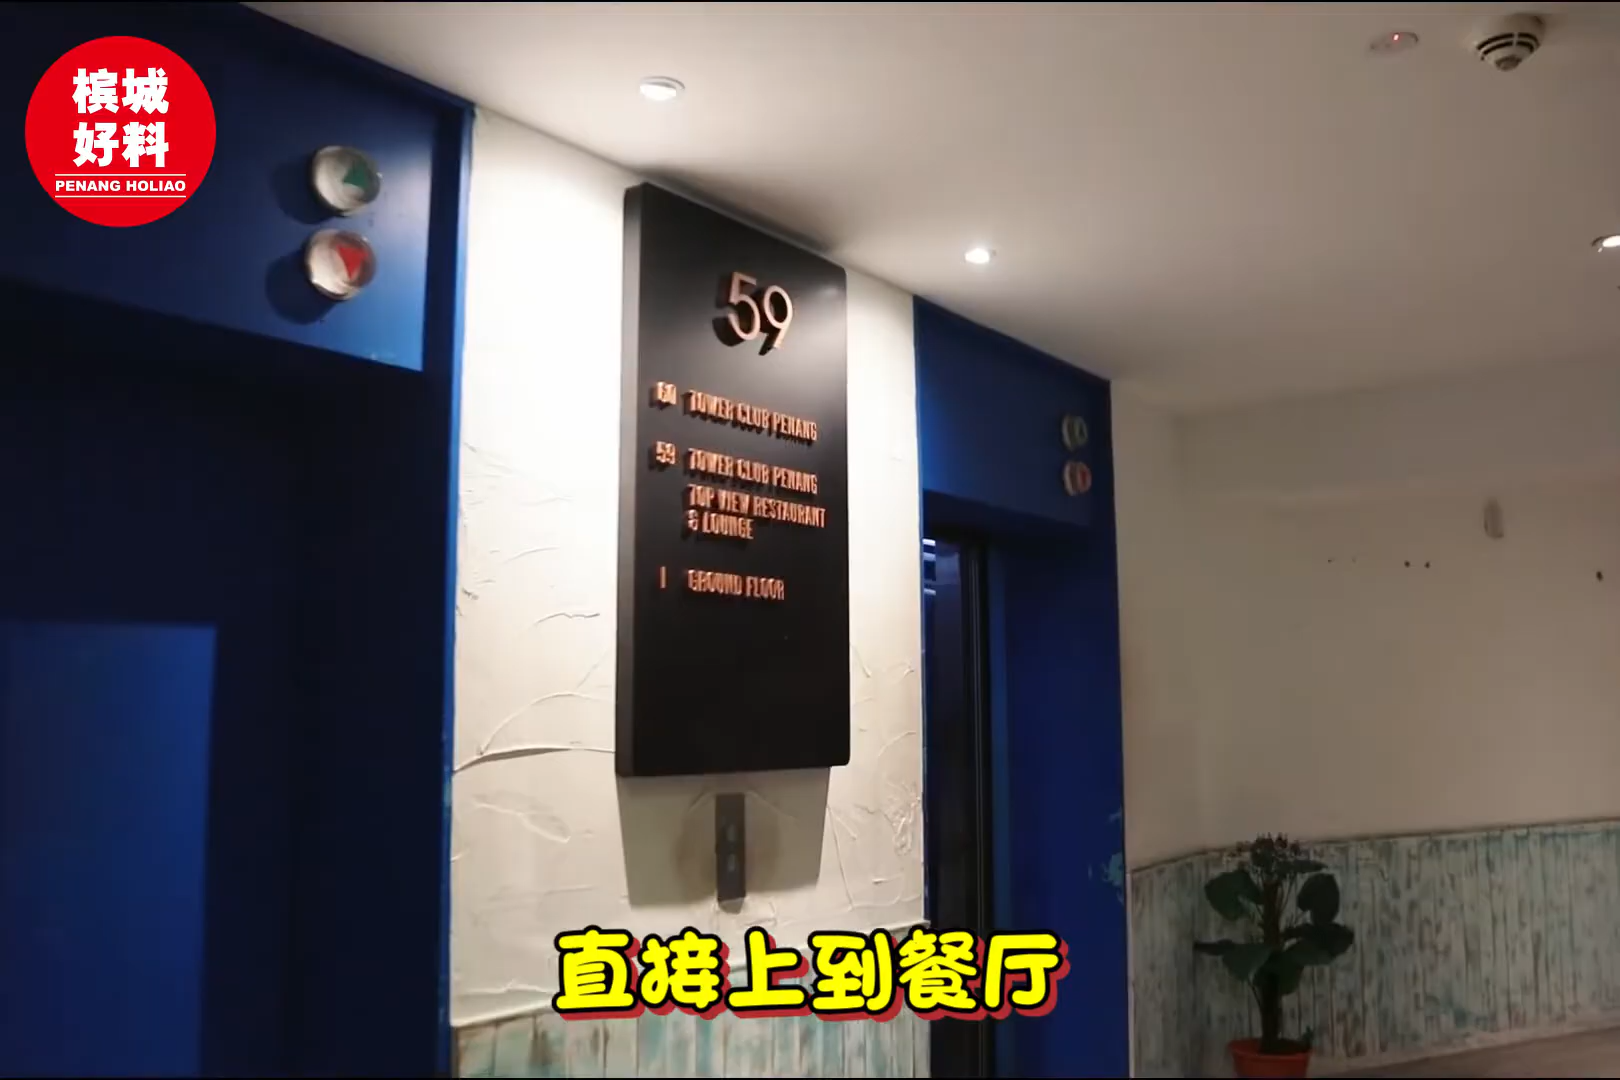 槟城
好料
PENANG HOLIAO
59
60 TOWER CLUB PENANG
59 TOWER CLUB PENANG
TOP VIEW RESTAURANT
& LOUNGE
1 GROUND FLOOR
直接上到餐厅